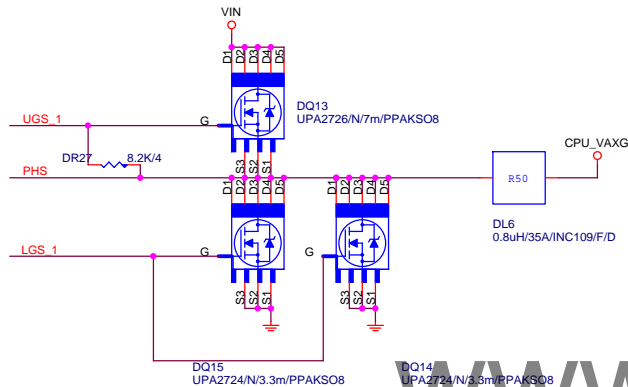 VIN
D1 D2 D3 D4 D5
UGS_1
G
DQ13
UPA2726/N/7m/PPAKSO8
DR27 8.2K/4
S3 S2 S1
CPU_VAXG
PHS
D1 D2 D3 D4 D5
D1 D2 D3 D4 D5
R50
DL6
0.8uH/35A/INC109/F/D
LGS_1
G
G
S3 S2 S1
S3 S2 S1
DQ15
UPA2724/N/3.3m/PPAKSO8
DQ14
UPA2724/N/3.3m/PPAKSO8